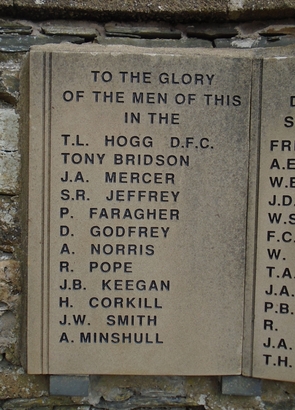 TO THE GLORY
OF THE MEN OF THIS
IN THE
T.L. HOGG D.F.C.
TONY BRIDSON
J.A. MERCER
S.R. JEFFREY
P. FARAGHER
D. GODFREY
A. NORRIS
R. POPE
J.B. KEEGAN
H. CORKILL
J.W. SMITH
A. MINSHULL
D
S
FRE
A.E
W.E
J.D.
W.S
F.C.
W.
T.A
J.A.
P.B.
R.
J.A.
T.H.